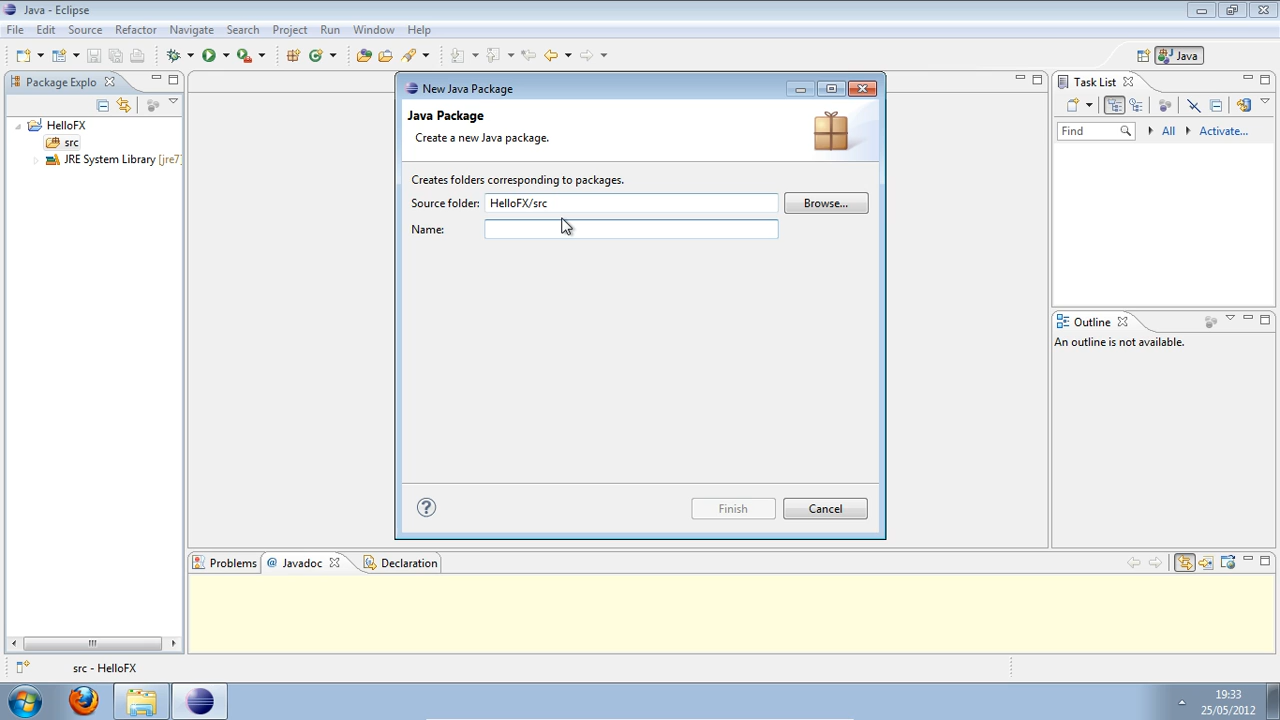 Java - Eclipse
File Edit Source Refactor Navigate Search Project Run Window Help
Java
Package Explo
HelloFX
src
JRE System Library [jre7]
New Java Package
Java Package
Create a new Java package.
Creates folders corresponding to packages.
Source folder: HelloFX/src Browse...
Name:
? Finish Cancel
Task List
Find All Activate...
Outline
An outline is not available.
Problems @ Javadoc Declaration
src - HelloFX
19:33
25/05/2012